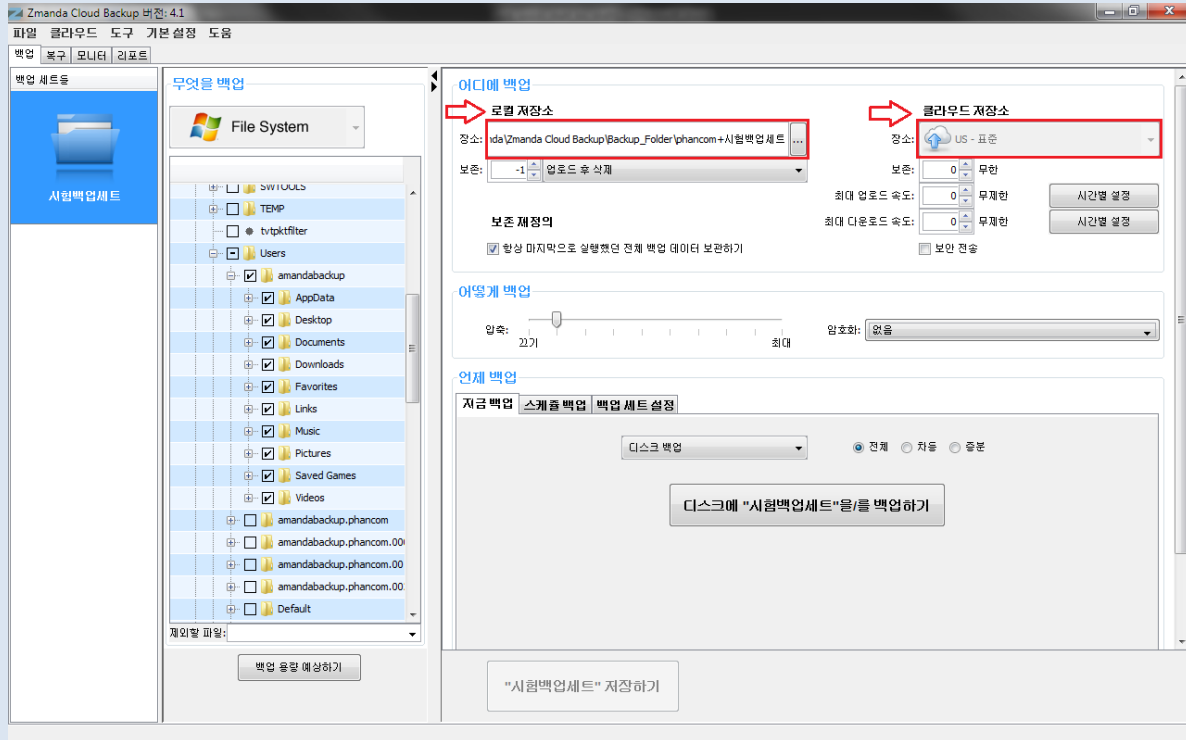 Zmanda Cloud Backup 버전: 4.1
파일 클라우드 도구 기본 설정 도움
백업 복구 모니터 리포트
백업 세트들
시험백업세트
무엇을 백업
File System
SWTOOLS
TEMP
tvtpktfilter
Users
amandabackup
AppData
Desktop
Documents
Downloads
Favorites
Links
Music
Pictures
Saved Games
Videos
amandabackup.phancom
amandabackup.phancom.00
amandabackup.phancom.00
amandabackup.phancom.00
Default
제외할 파일:
백업 용량 예상하기
어디에 백업
로컬 저장소
장소: nda\Zmanda Cloud Backup\Backup_Folder\phancom+시험백업세트 ...
보존: -1 업로드 후 삭제
보존 재정의
항상 마지막으로 실행했던 전체 백업 데이터 보관하기
클라우드 저장소
장소: US - 표준
보존: 0 무한
최대 업로드 속도: 0 무제한 시간별 설정
최대 다운로드 속도: 0 무제한 시간별 설정
보안 전송
어떻게 백업
압축: 끄기 최대
암호화: 없음
언제 백업
지금 백업 스케쥴 백업 백업 세트 설정
디스크 백업 전체 차등 증분
디스크에 "시험백업세트"을/를 백업하기
"시험백업세트" 저장하기